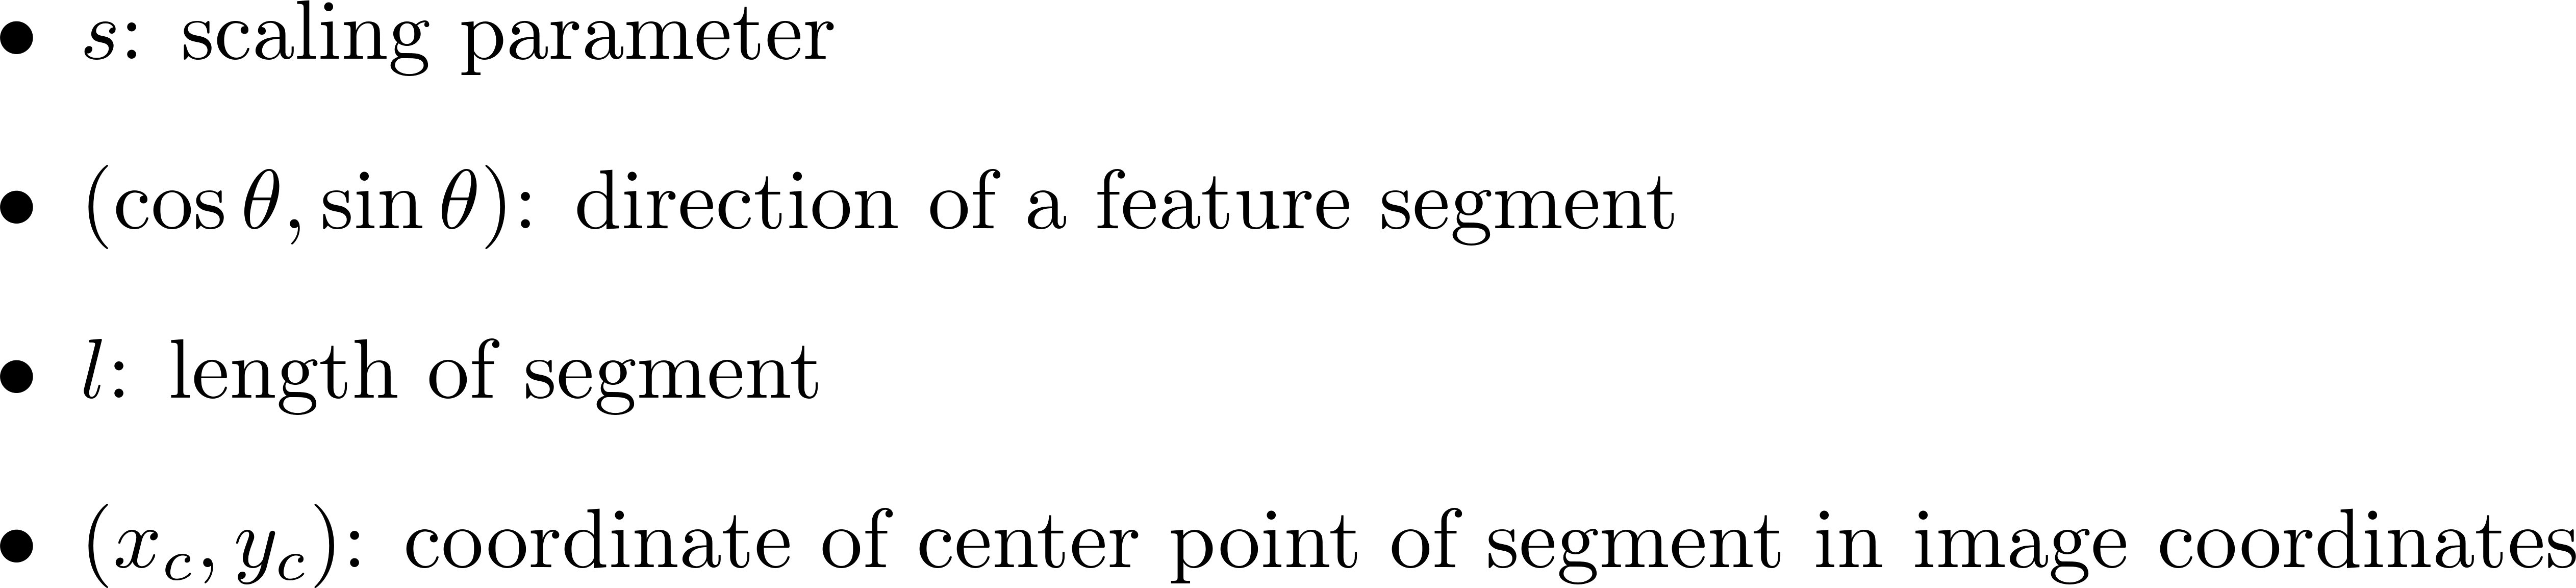 • s: scaling parameter
• (cos θ, sin θ): direction of a feature segment
• l: length of segment
• (x_c, y_c): coordinate of center point of segment in image coordinates